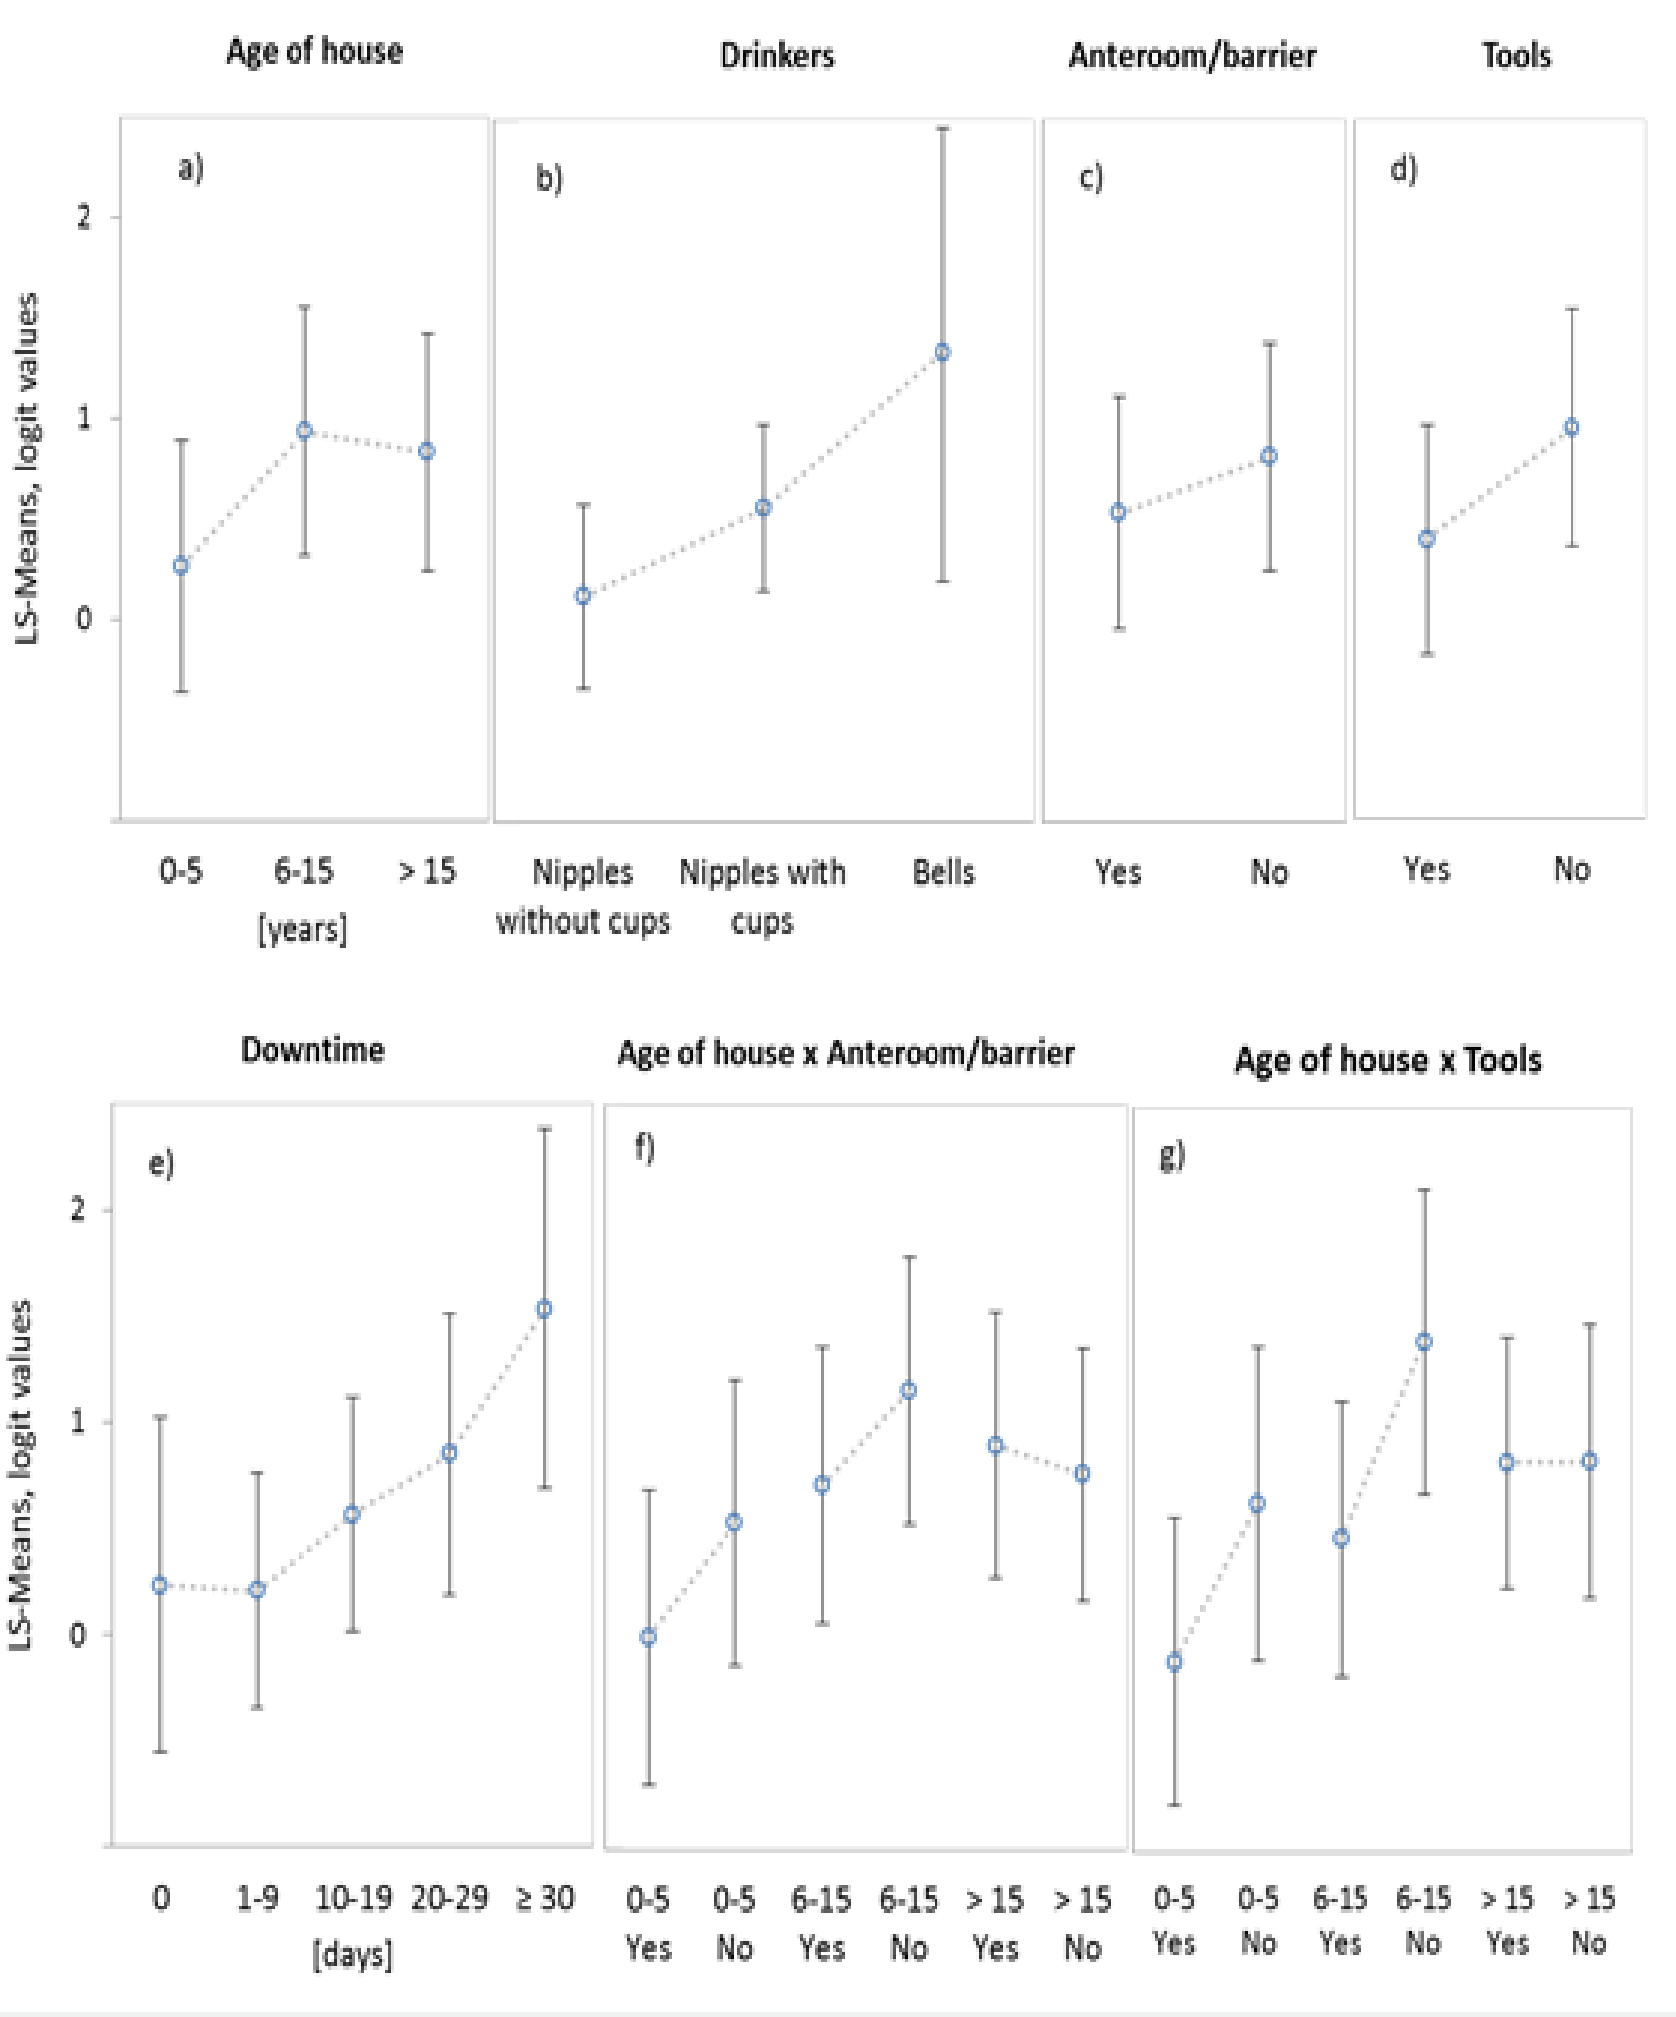 Age of house
Drinkers
Anteroom/barrier
Tools
a)
b)
c)
d)
LS-Means, logit values
2
1
0
0-5
6-15
> 15
[years]
Nipples without cups
Nipples with cups
Bells
Yes
No
Yes
No
Downtime
Age of house x Anteroom/barrier
Age of house x Tools
e)
f)
g)
LS-Means, logit values
2
1
0
0
1-9
10-19
20-29
≥ 30
[days]
0-5 Yes
0-5 No
6-15 Yes
6-15 No
> 15 Yes
> 15 No
0-5 Yes
0-5 No
6-15 Yes
6-15 No
> 15 Yes
> 15 No